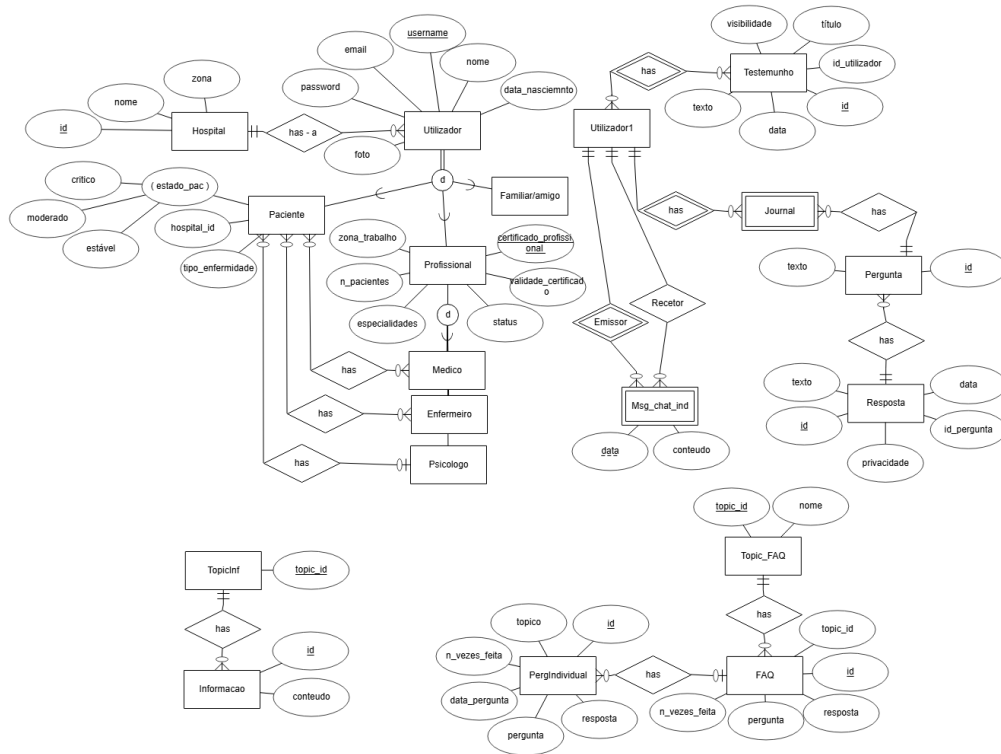 username
visibilidade
título
email
zona
nome
has
Testemunho
id_utilizador
nome
password
data_nasciemnto
texto
id
id
Hospital
has - a
Utilizador
Utilizador1
data
foto
d
critico
( estado_pac )
Familiar/amigo
moderado
Paciente
has
Journal
has
hospital_id
estável
zona_trabalho
certificado_profissi
onal
tipo_enfermidade
Profissional
texto
Pergunta
id
n_pacientes
validade_certificad
o
Recetor
especialidades
d
status
Emissor
has
has
Medico
texto
data
has
Enfermeiro
Msg_chat_ind
Resposta
id
id_pergunta
has
Psicologo
data
conteudo
privacidade
topic_id
nome
TopicInf
topic_id
Topic_FAQ
has
topico
id
has
topic_id
id
n_vezes_feita
PergIndividual
has
FAQ
id
Informacao
conteudo
data_pergunta
resposta
n_vezes_feita
resposta
pergunta
pergunta